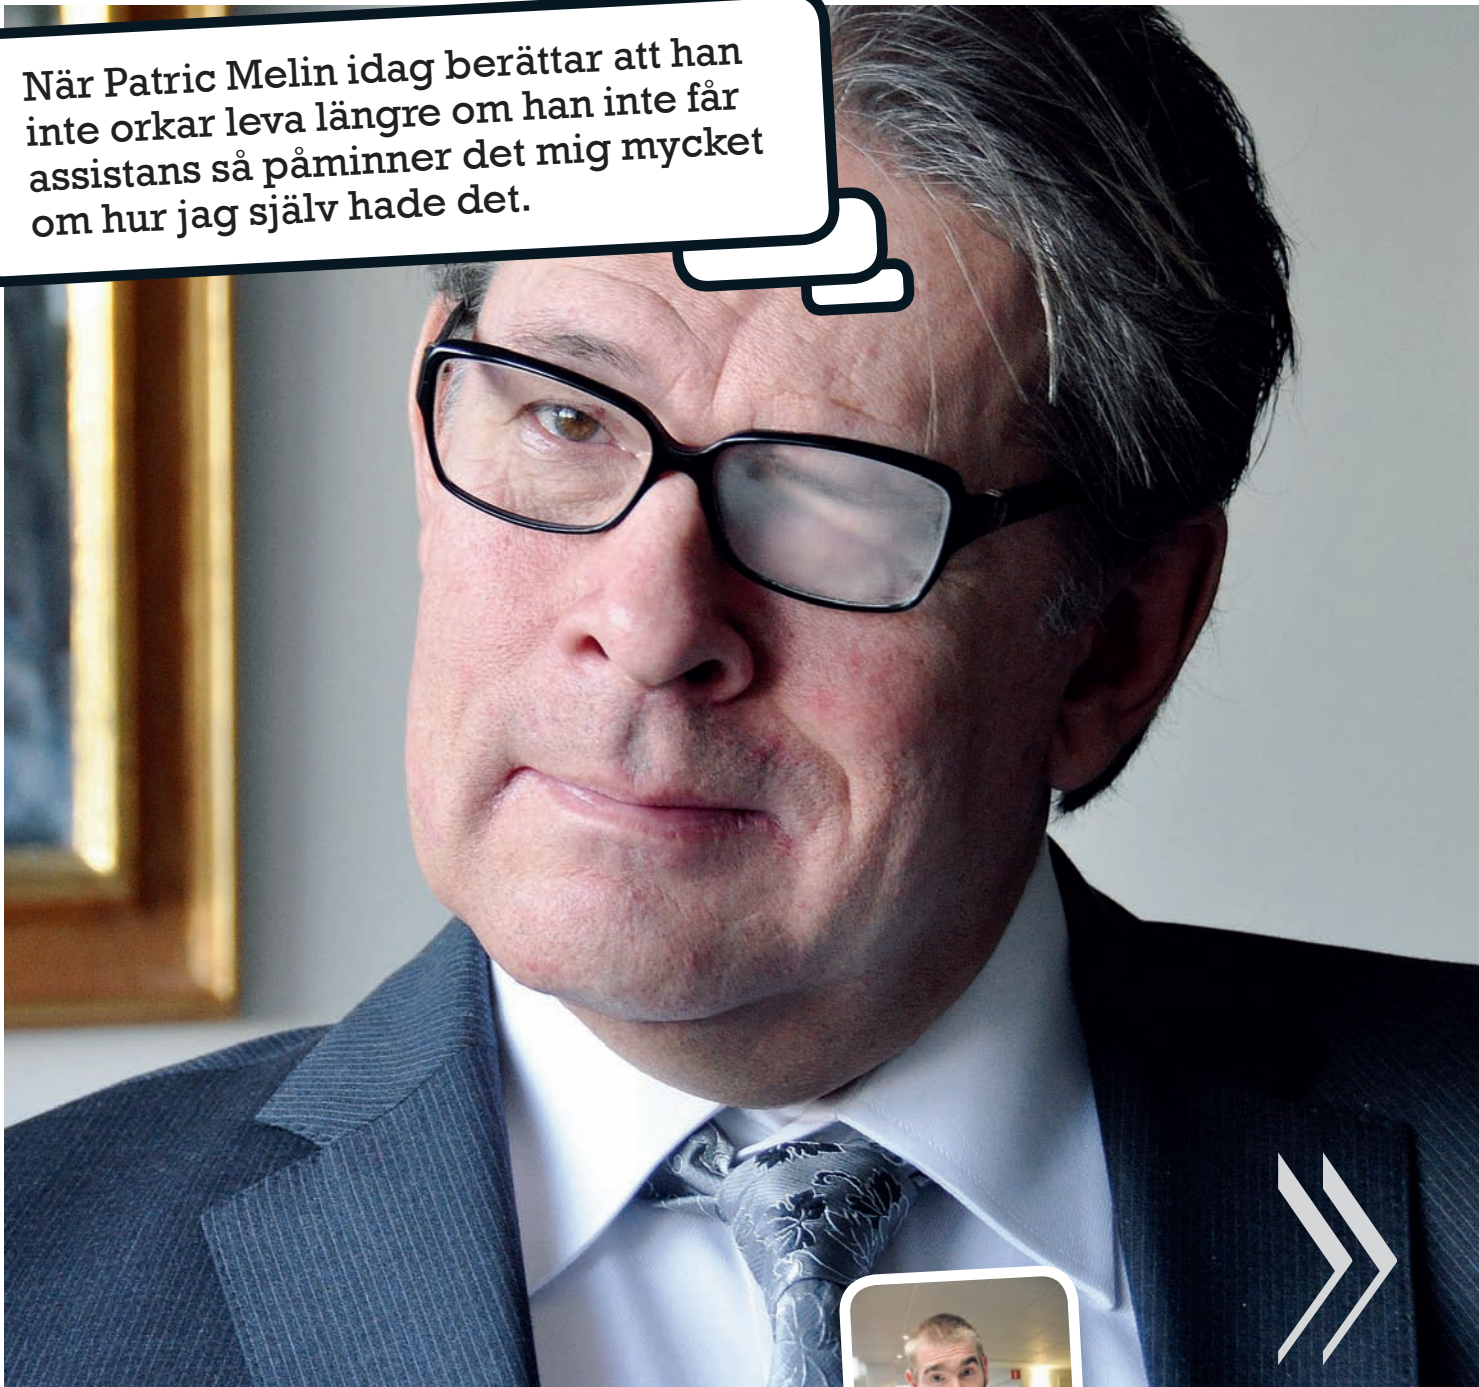 När Patric Melin idag berättar att han
inte orkar leva längre om han inte får
assistans så påminner det mig mycket
om hur jag själv hade det.